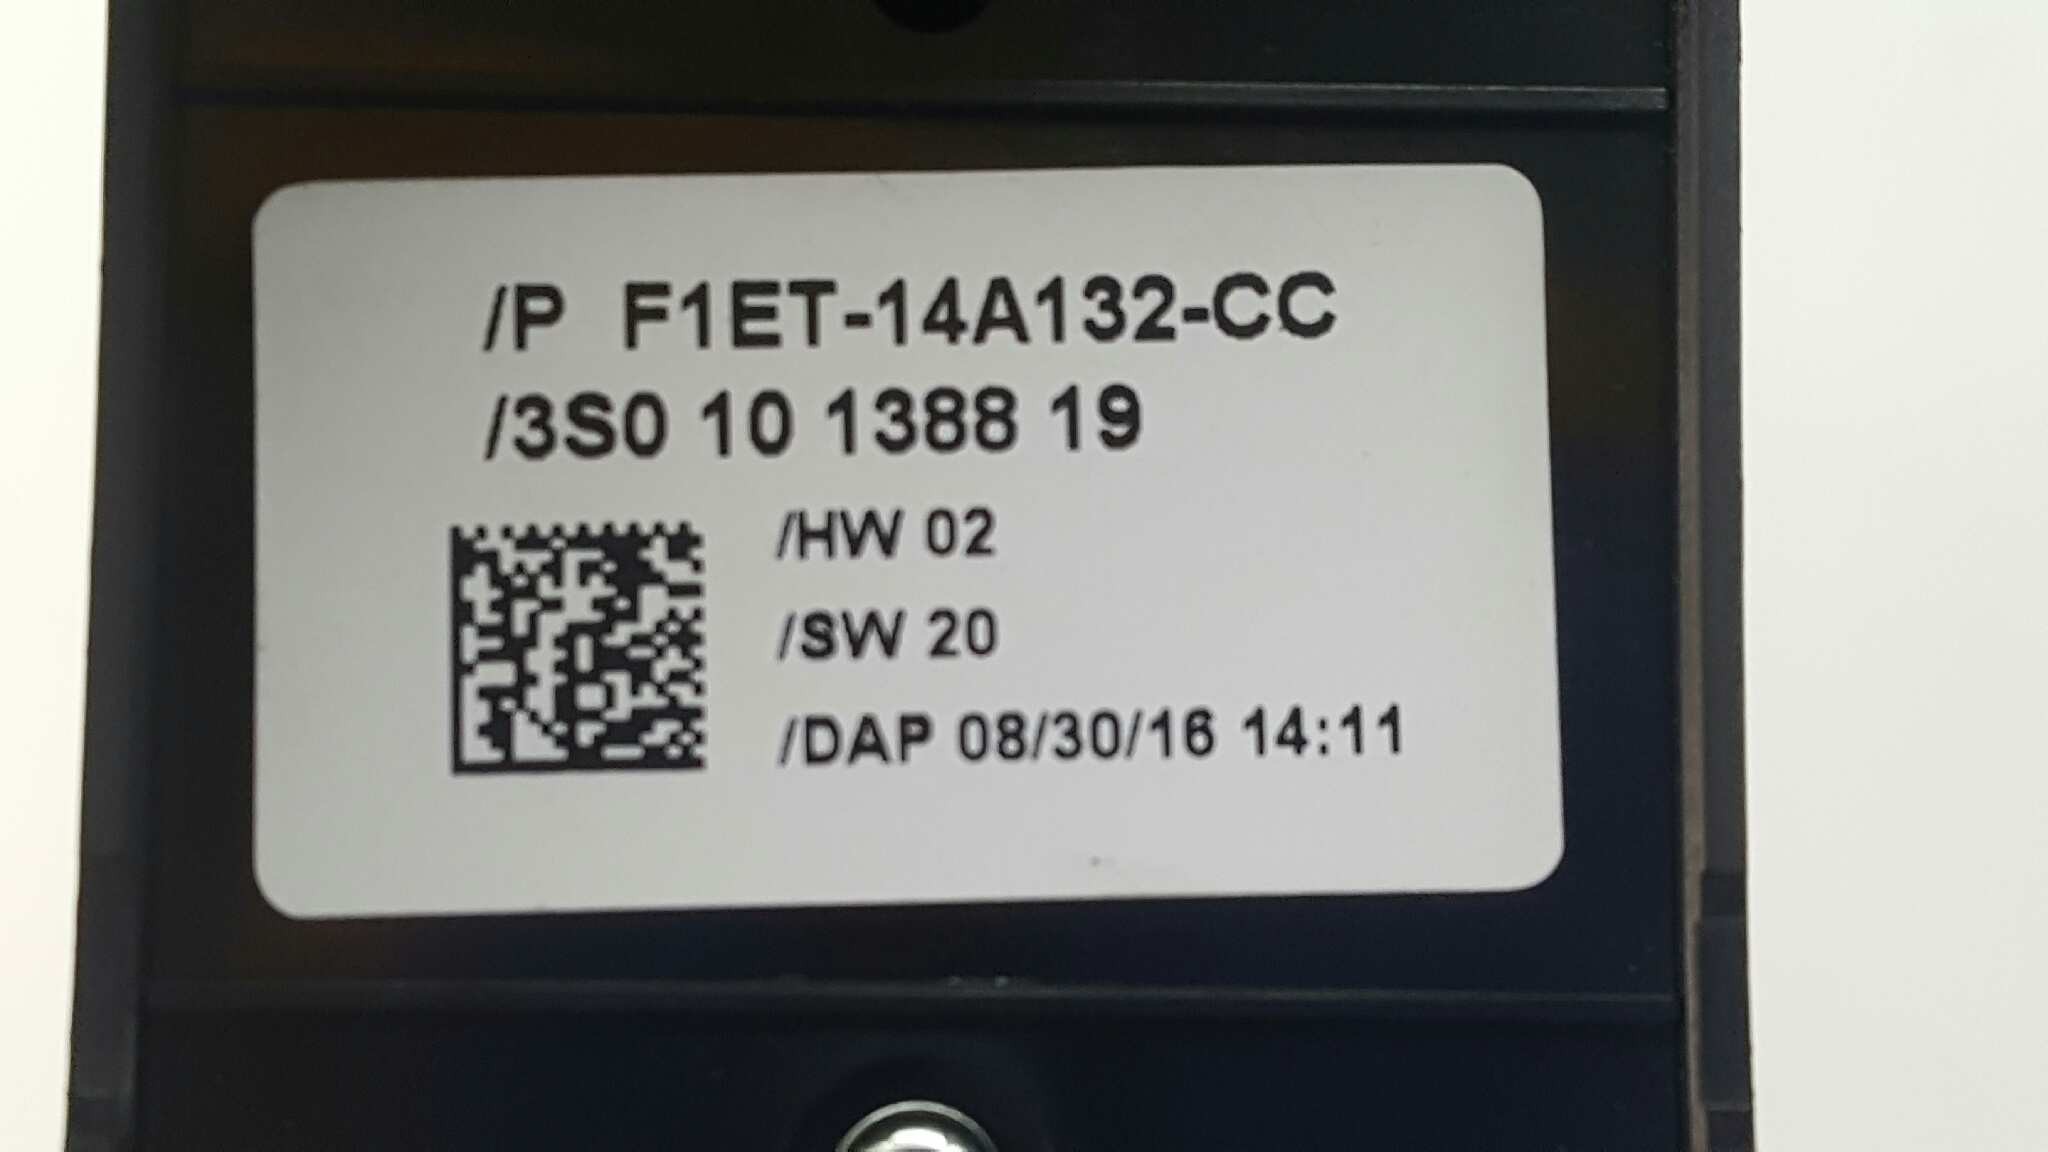 /P F1ET-14A132-CC
/3S0 10 1388 19
/HW 02
/SW 20
/DAP 08/30/16 14:11